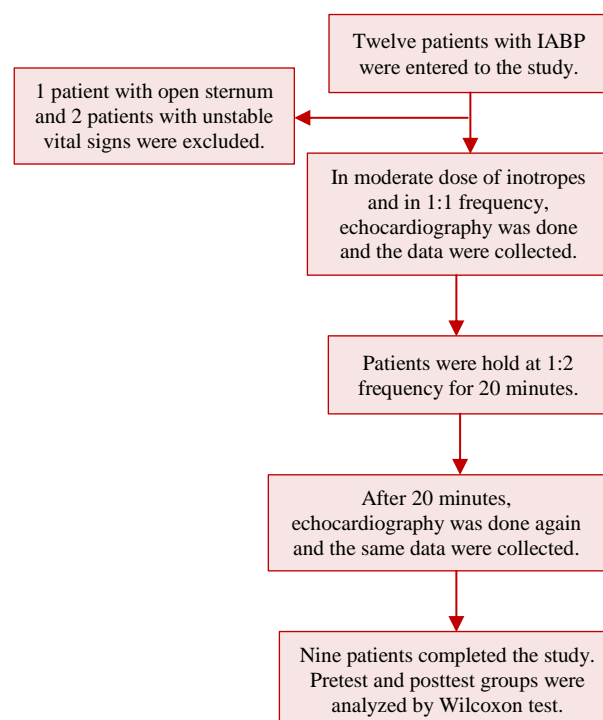 Twelve patients with IABP
were entered to the study.
1 patient with open sternum
and 2 patients with unstable
vital signs were excluded.
In moderate dose of inotropes
and in 1:1 frequency,
echocardiography was done
and the data were collected.
Patients were hold at 1:2
frequency for 20 minutes.
After 20 minutes,
echocardiography was done again
and the same data were collected.
Nine patients completed the study.
Pretest and posttest groups were
analyzed by Wilcoxon test.